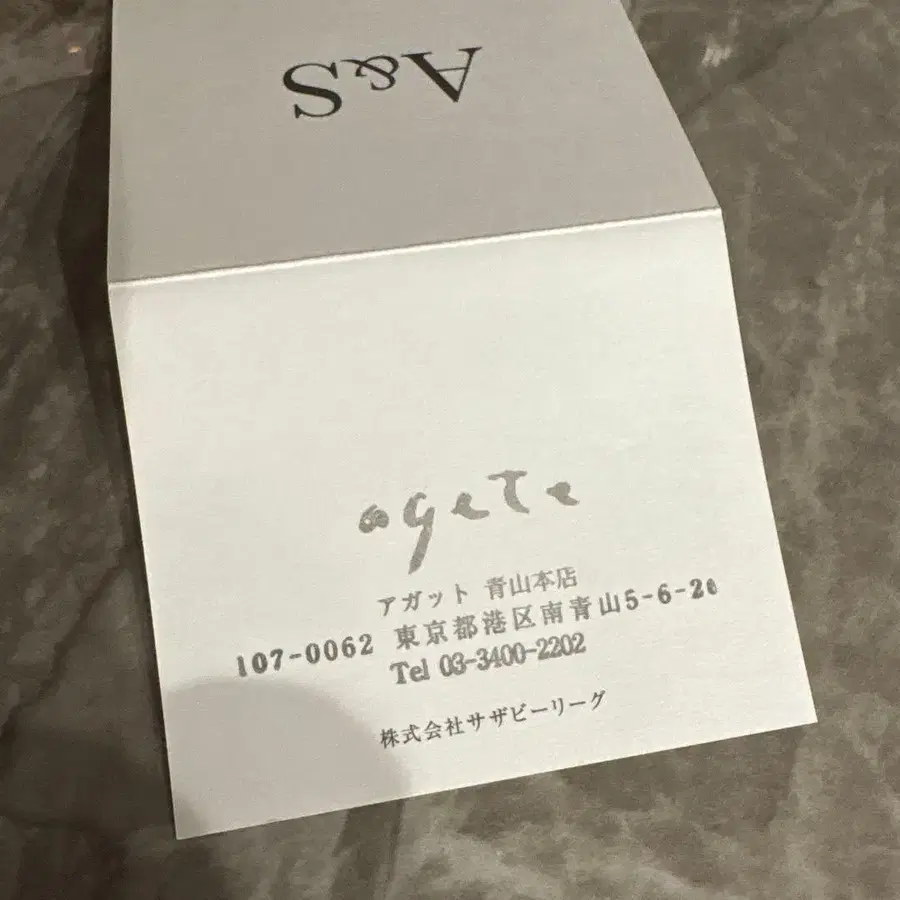 A&S
agete
アガット 青山本店
107-0062 東京都港区南青山5-6-20
Tel 03-3400-2202
株式会社サザビーリーグ